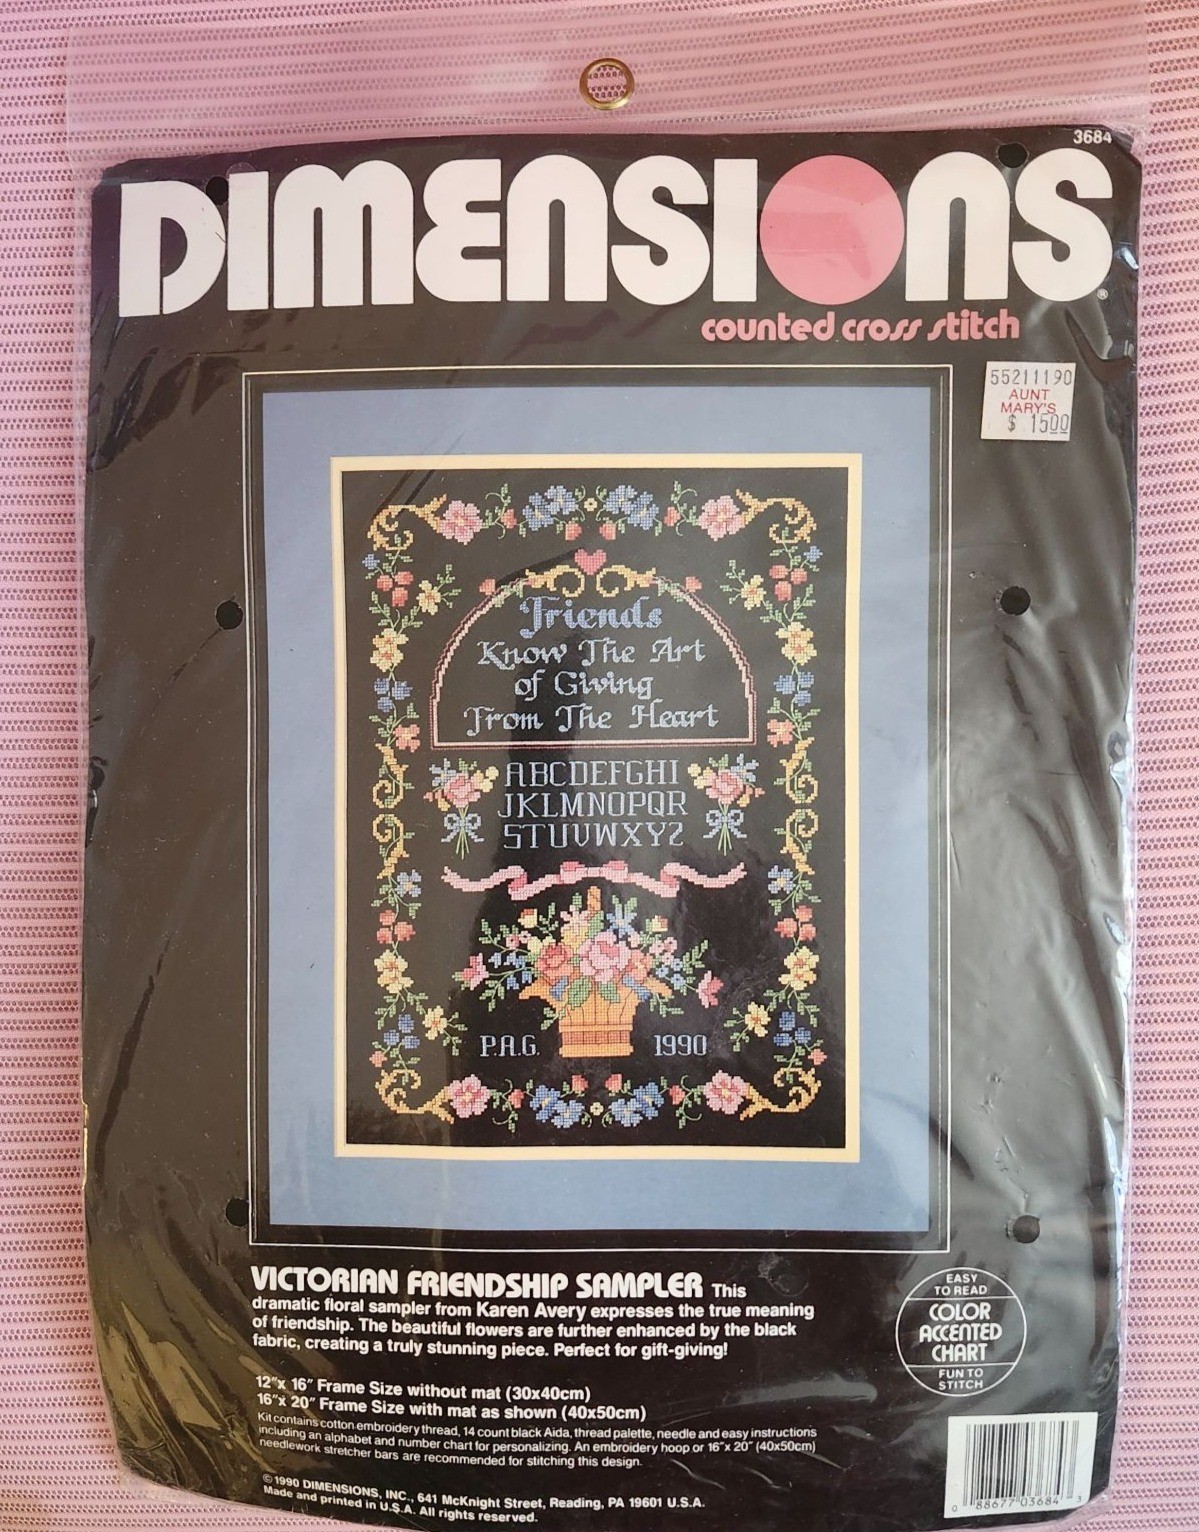 3684
DIMENSIONS®
counted cross stitch
55211190
AUNT
MARY'S
$ 15.00
Friends
Know The Art
of Giving
From The Heart
ABCDEFGHI
JKLMNOPQR
STUVWXYZ
P.A.G. 1990
VICTORIAN FRIENDSHIP SAMPLER This
dramatic floral sampler from Karen Avery expresses the true meaning
of friendship. The beautiful flowers are further enhanced by the black
fabric, creating a truly stunning piece. Perfect for gift-giving!
EASY
TO READ
COLOR
ACCENTED
CHART
FUN TO
STITCH
12"x 16" Frame Size without mat (30x40cm)
16"x 20" Frame Size with mat as shown (40x50cm)
Kit contains cotton embroidery thread, 14 count black Aida, thread palette, needle and easy instructions
including an alphabet and number chart for personalizing. An embroidery hoop or 16"x 20" (40x50cm)
needlework stretcher bars are recommended for stitching this design.
©1990 DIMENSIONS, INC., 641 McKnight Street, Reading, PA 19601 U.S.A.
Made and printed in U.S.A. All rights reserved.
0 88677 03684 3